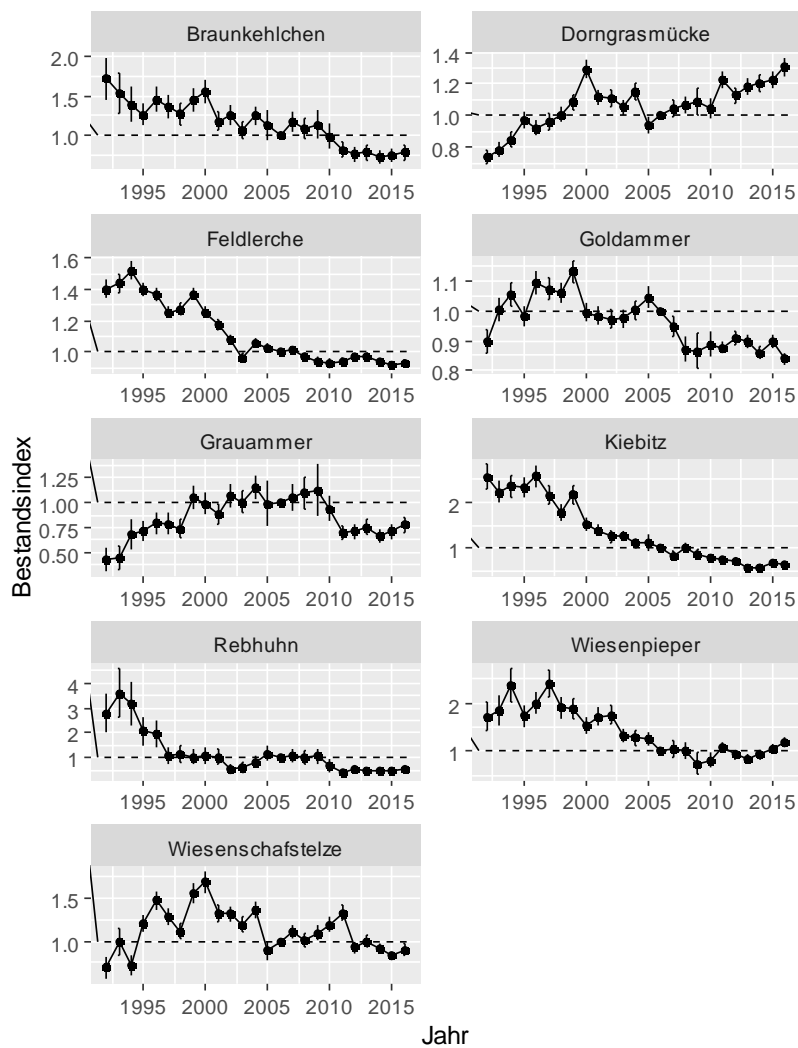 Braunkehlchen
2.0
1.5
1.0
1995 2000 2005 2010 2015
Dorngrasmücke
1.4
1.2
1.0
0.8
1995 2000 2005 2010 2015
Feldlerche
1.6
1.4
1.2
1.0
1995 2000 2005 2010 2015
Goldammer
1.1
1.0
0.9
0.8
1995 2000 2005 2010 2015
Grauammer
1.25
1.00
0.75
0.50
1995 2000 2005 2010 2015
Kiebitz
2
1
1995 2000 2005 2010 2015
Rebhuhn
4
3
2
1
1995 2000 2005 2010 2015
Wiesenpieper
2
1
1995 2000 2005 2010 2015
Wiesenschafstelze
1.5
1.0
1995 2000 2005 2010 2015
Bestandsindex
Jahr